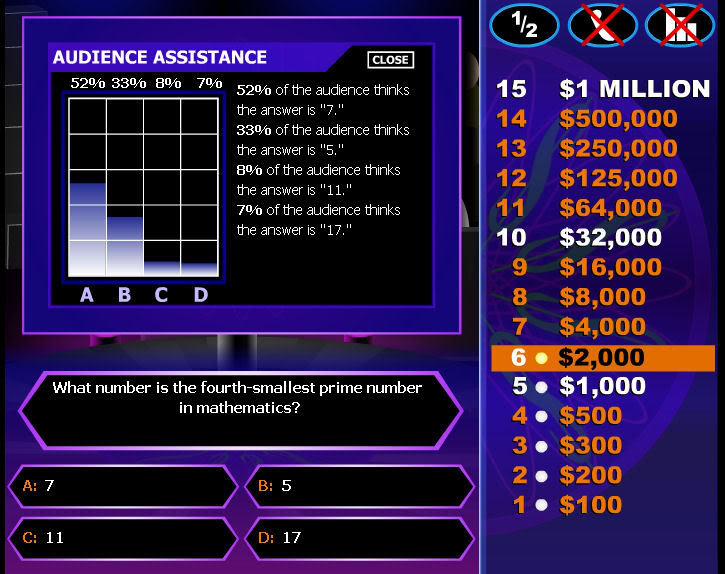 AUDIENCE ASSISTANCE
CLOSE
52% 33% 8% 7%
52% of the audience thinks
the answer is "7."
33% of the audience thinks
the answer is "5."
8% of the audience thinks
the answer is "11."
7% of the audience thinks
the answer is "17."
A B C D
What number is the fourth-smallest prime number
in mathematics?
A: 7
B: 5
C: 11
D: 17
1/2
15 $1 MILLION
14 $500,000
13 $250,000
12 $125,000
11 $64,000
10 $32,000
9 $16,000
8 $8,000
7 $4,000
6 $2,000
5 $1,000
4 $500
3 $300
2 $200
1 $100